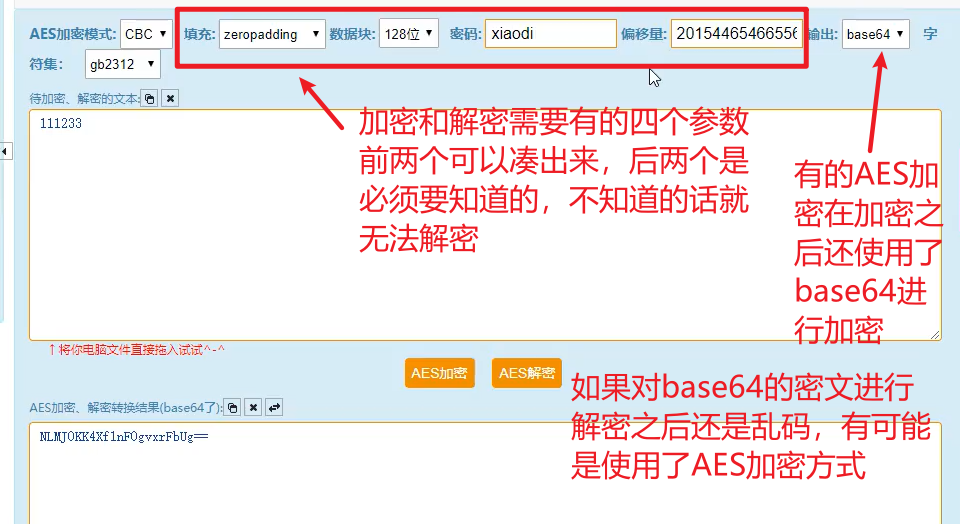 AES加密模式: CBC 填充: zeropadding 数据块: 128位 密码: xiaodi 偏移量: 20154465466556 输出: base64 字
符集: gb2312
待加密、解密的文本:
111233
加密和解密需要有的四个参数
前两个可以凑出来，后两个是
必须要知道的，不知道的话就
无法解密
有的AES加
密在加密之
后还使用了
base64进
行加密
↑将你电脑文件直接拖入试试^-^
AES加密 AES解密
如果对base64的密文进行
解密之后还是乱码，有可能
是使用了AES加密方式
AES加密、解密转换结果(base64了):
NLMJOKK4Xf1nFOgvxrFbUg==